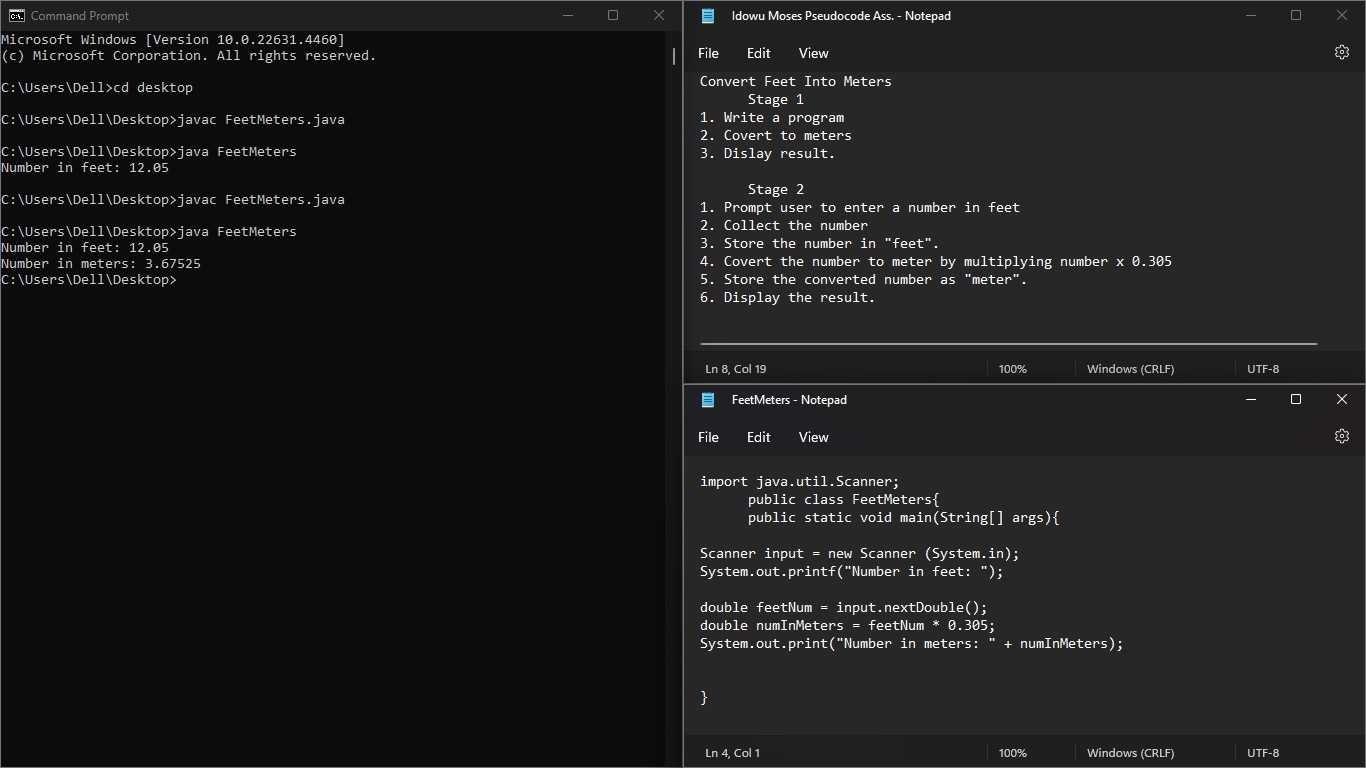 Command Prompt
Microsoft Windows [Version 10.0.22631.4460]
(c) Microsoft Corporation. All rights reserved.
C:\Users\Dell>cd desktop
C:\Users\Dell\Desktop>javac FeetMeters.java
C:\Users\Dell\Desktop>java FeetMeters
Number in feet: 12.05
C:\Users\Dell\Desktop>javac FeetMeters.java
C:\Users\Dell\Desktop>java FeetMeters
Number in feet: 12.05
Number in meters: 3.67525
C:\Users\Dell\Desktop>
Idowu Moses Pseudocode Ass. - Notepad
File Edit View
Convert Feet Into Meters
Stage 1
1. Write a program
2. Covert to meters
3. Dislay result.
Stage 2
1. Prompt user to enter a number in feet
2. Collect the number
3. Store the number in "feet".
4. Covert the number to meter by multiplying number x 0.305
5. Store the converted number as "meter".
6. Display the result.
Ln 8, Col 19 100% Windows (CRLF) UTF-8
FeetMeters - Notepad
File Edit View
import java.util.Scanner;
public class FeetMeters{
public static void main(String[] args){
Scanner input = new Scanner (System.in);
System.out.printf("Number in feet: ");
double feetNum = input.nextDouble();
double numInMeters = feetNum * 0.305;
System.out.print("Number in meters: " + numInMeters);
}
Ln 4, Col 1 100% Windows (CRLF) UTF-8